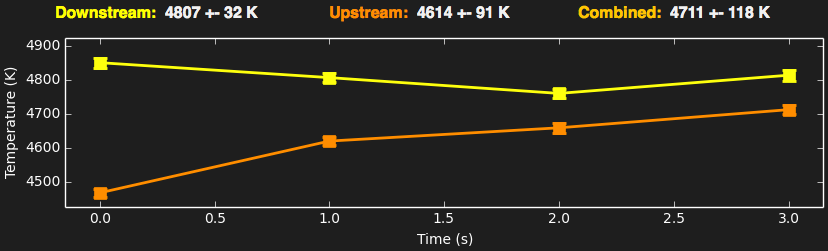 Downstream: 4807 +- 32 K Upstream: 4614 +- 91 K Combined: 4711 +- 118 K
4900
4800
4700
4600
4500
Temperature (K)
0.0 0.5 1.0 1.5 2.0 2.5 3.0
Time (s)